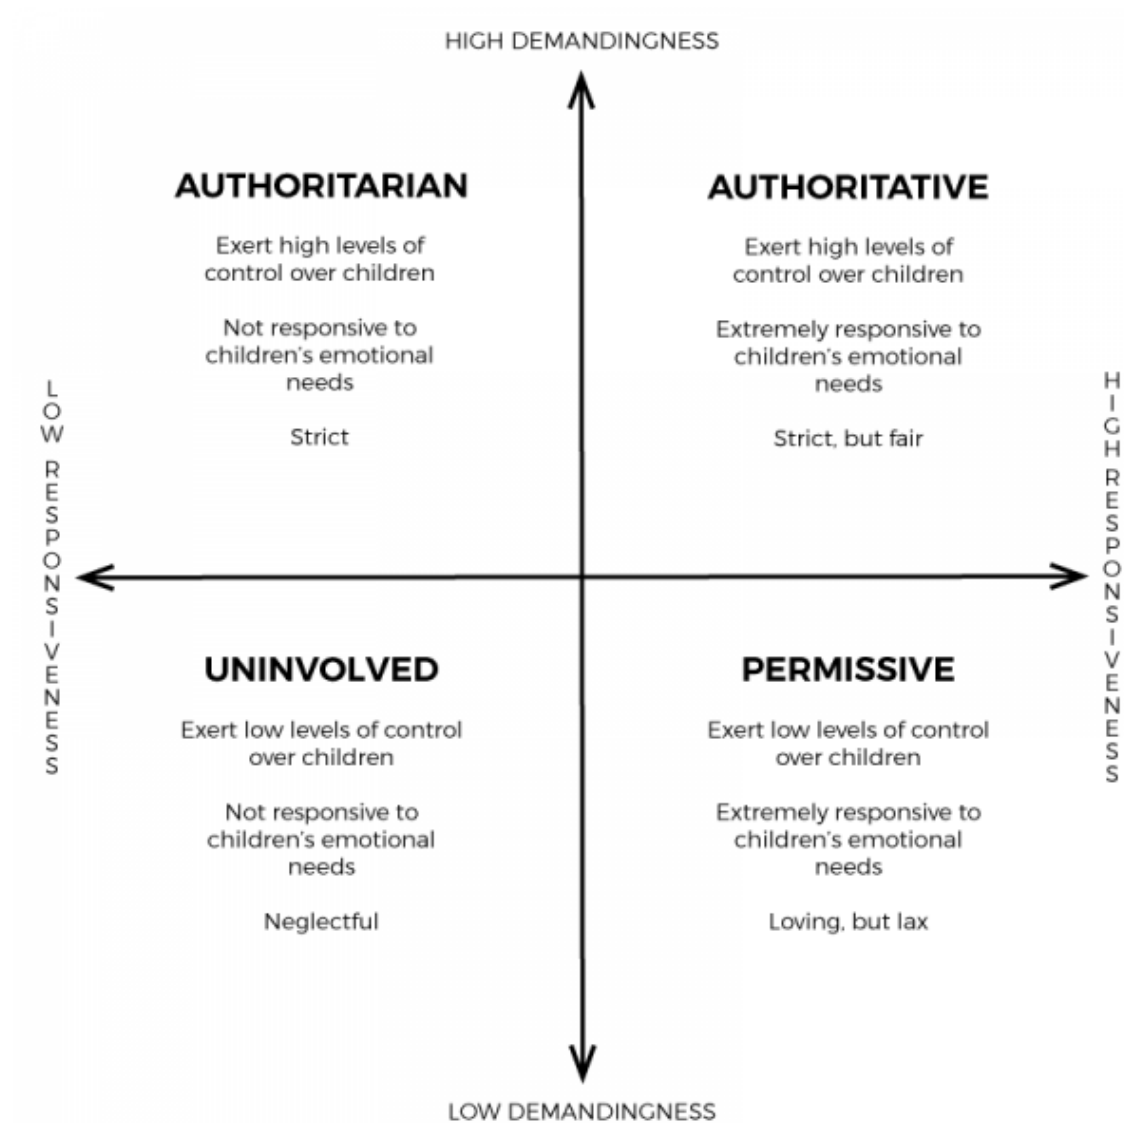 HIGH DEMANDINGNESS
AUTHORITARIAN
Exert high levels of
control over children
Not responsive to
children's emotional
needs
Strict
AUTHORITATIVE
Exert high levels of
control over children
Extremely responsive to
children's emotional
needs
Strict, but fair
LOW RESPONSIVENESS
HIGH RESPONSIVENESS
UNINVOLVED
Exert low levels of control
over children
Not responsive to
children's emotional
needs
Neglectful
PERMISSIVE
Exert low levels of control
over children
Extremely responsive to
children's emotional
needs
Loving, but lax
LOW DEMANDINGNESS